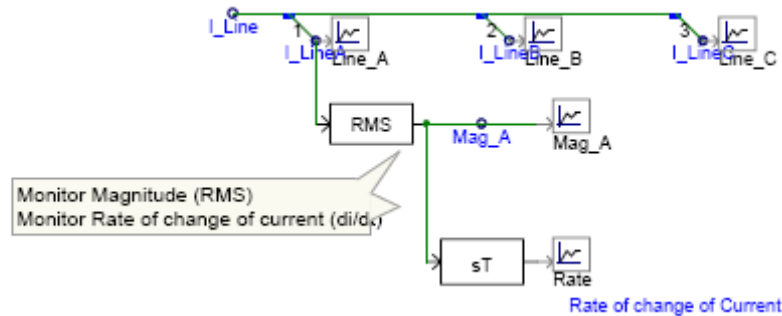 I_Line
1
I_LineA
Line_A
2
I_LineB
Line_B
3
I_LineC
Line_C
RMS
Mag_A
Mag_A
Monitor Magnitude (RMS)
Monitor Rate of change of current (di/dt)
sT
Rate
Rate of change of Current